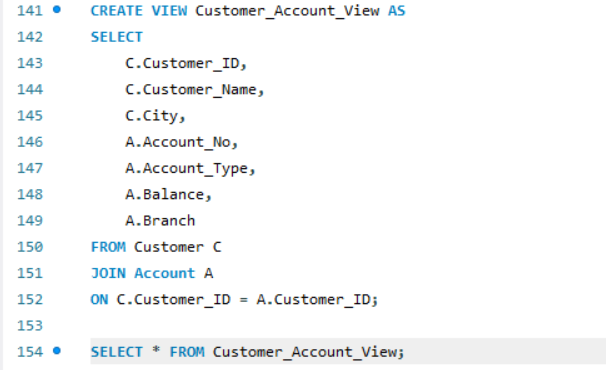 141 CREATE VIEW Customer_Account_View AS
142 SELECT
143 C.Customer_ID,
144 C.Customer_Name,
145 C.City,
146 A.Account_No,
147 A.Account_Type,
148 A.Balance,
149 A.Branch
150 FROM Customer C
151 JOIN Account A
152 ON C.Customer_ID = A.Customer_ID;
153
154 SELECT * FROM Customer_Account_View;